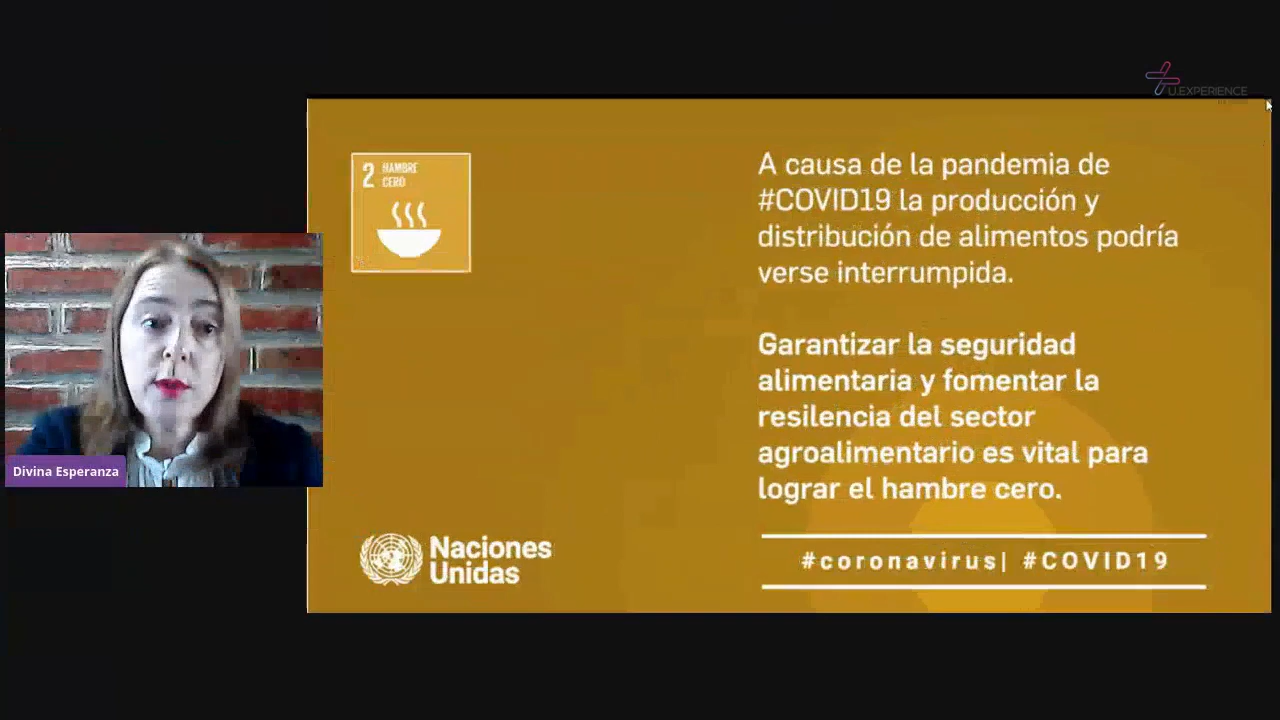 U.EXPERIENCE
2 HAMBRE
CERO
A causa de la pandemia de
#COVID19 la producción y
distribución de alimentos podría
verse interrumpida.
Garantizar la seguridad
alimentaria y fomentar la
resilencia del sector
agroalimentario es vital para
lograr el hambre cero.
Divina Esperanza
Naciones
Unidas
#coronavirus| #COVID19